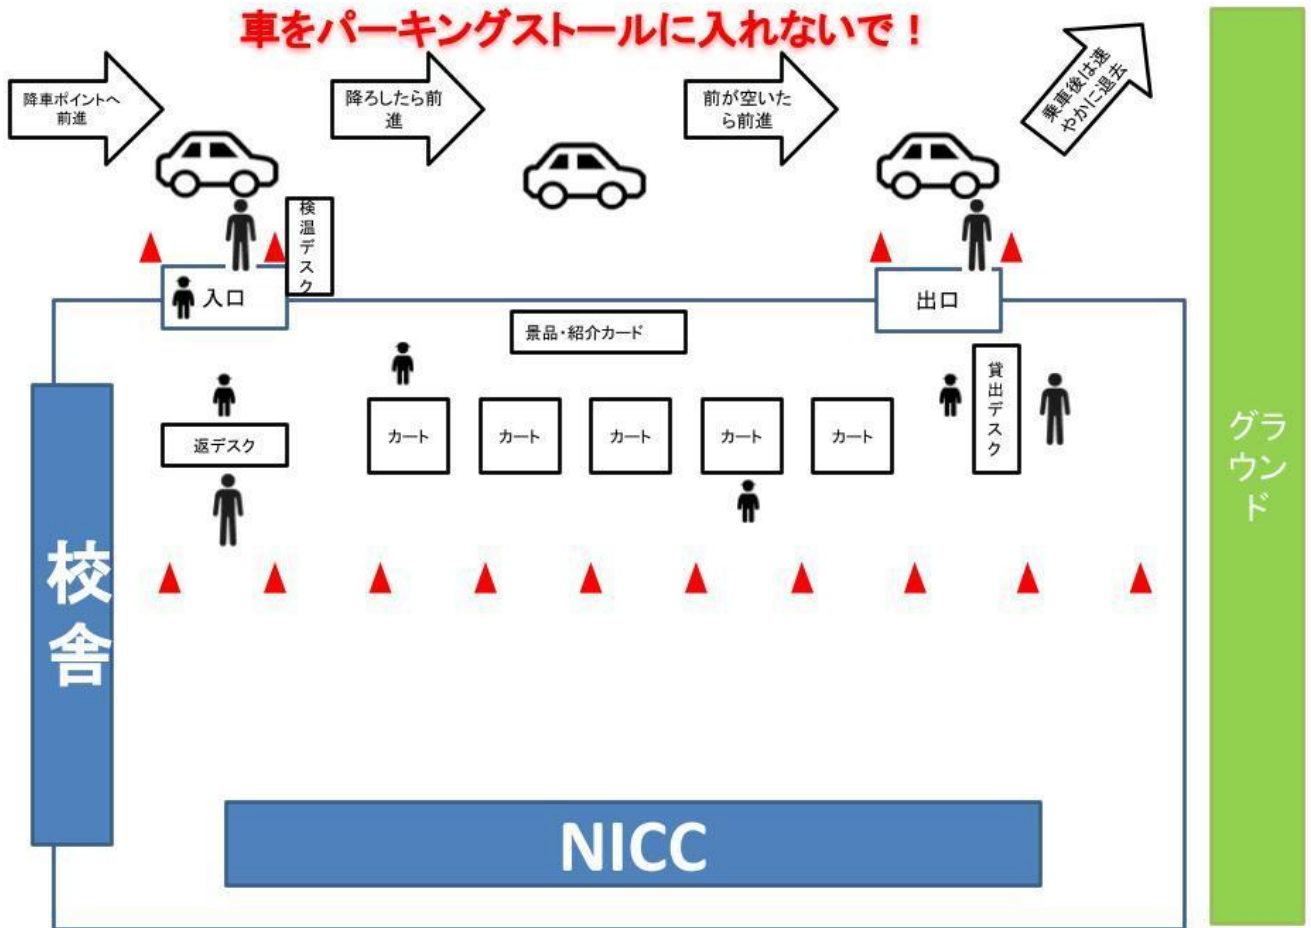 車をパーキングストールに入れないで！
降車ポイントへ
前進
降ろしたら前
進
前が空いた
ら前進
乗車後は速
やかに退去
検温デスク
入口
出口
景品・紹介カード
貸出デスク
返デスク
カート
カート
カート
カート
カート
校舎
グラ
ウン
ド
NICC